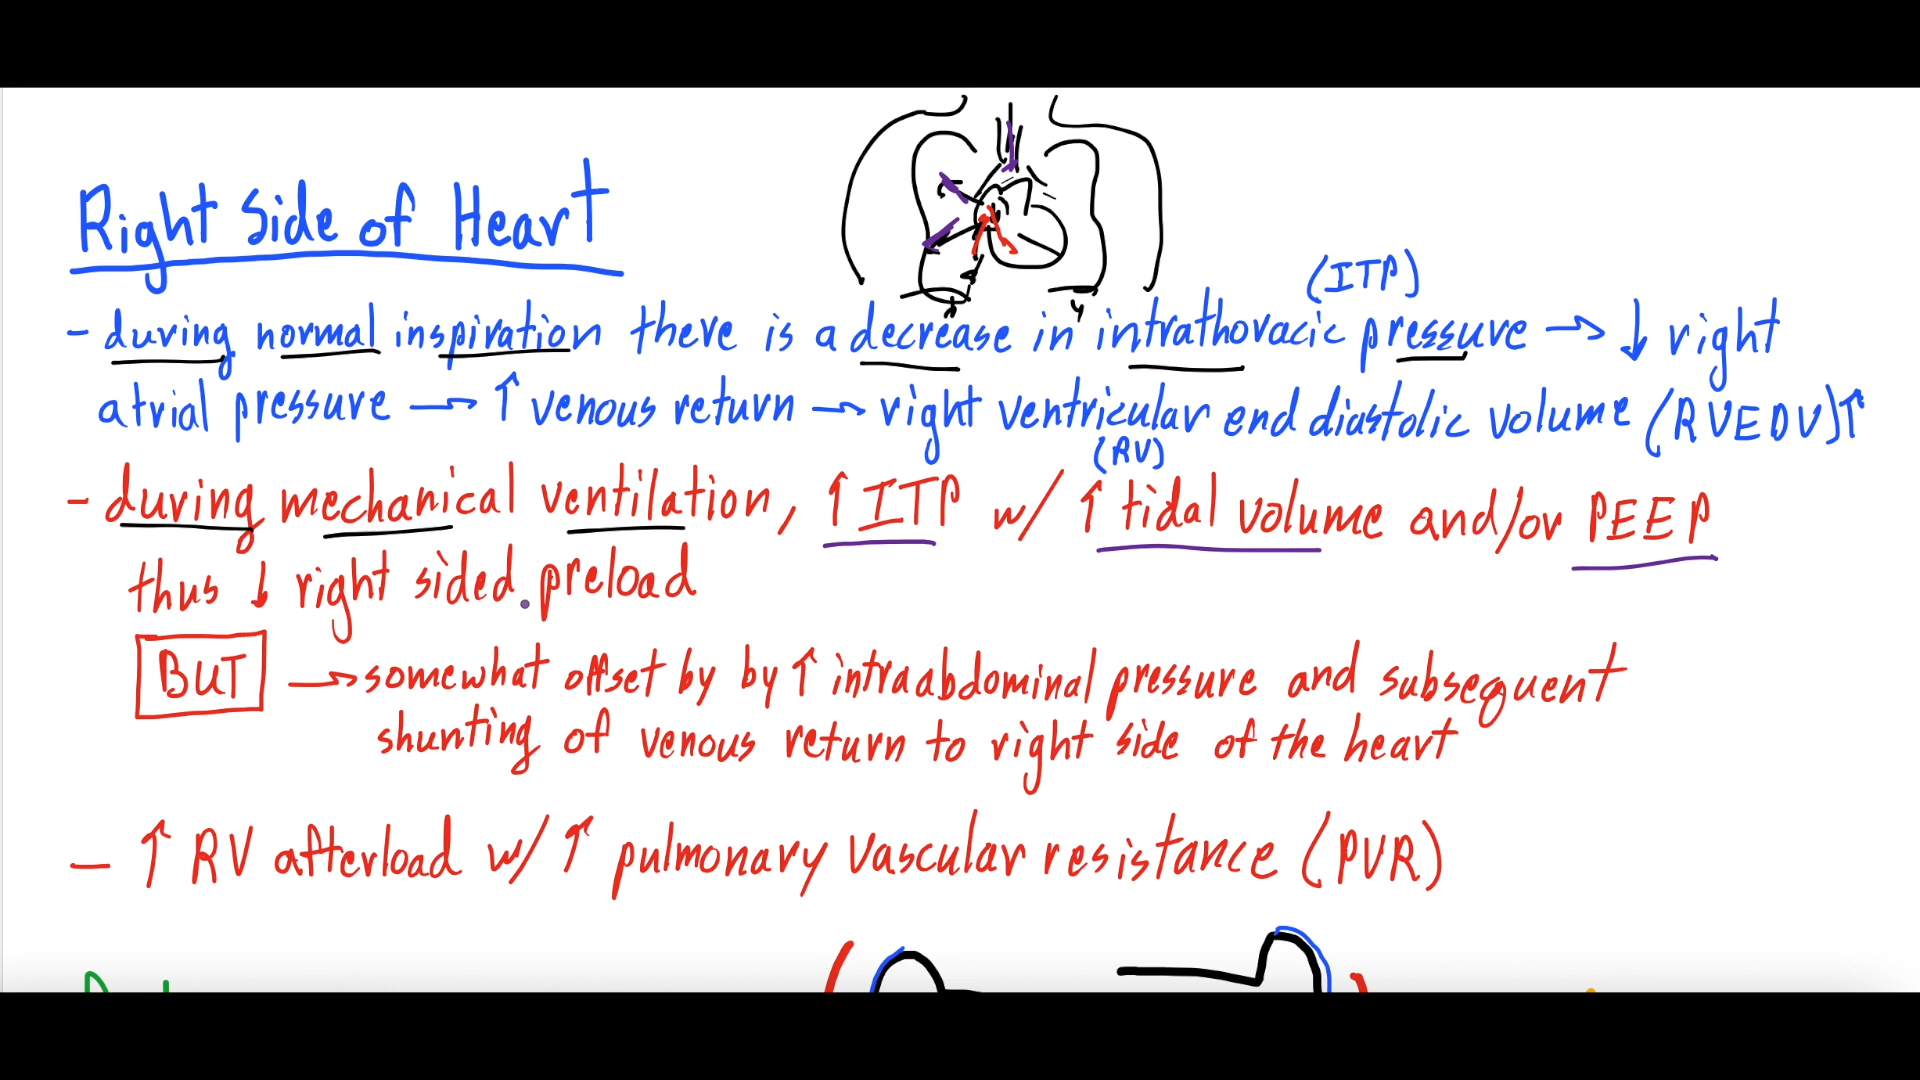 Right Side of Heart
(ITP)
- during normal inspiration there is a decrease in intrathoracic pressure → ↓ right
atrial pressure → ↑ venous return → right ventricular end diastolic volume (RVEDV)↑
(RV)
- during mechanical ventilation, ↑ ITP w/ ↑ tidal volume and/or PEEP
thus ↓ right sided preload
BUT → somewhat offset by by ↑ intraabdominal pressure and subsequent
shunting of venous return to right side of the heart
- ↑ RV afterload w/ ↑ pulmonary vascular resistance (PVR)